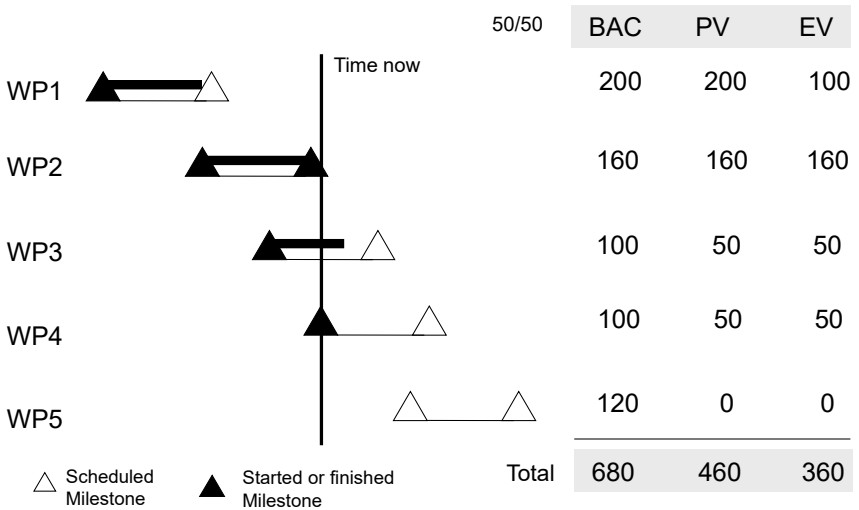 50/50 BAC PV EV
Time now
WP1 200 200 100
WP2 160 160 160
WP3 100 50 50
WP4 100 50 50
WP5 120 0 0
Total 680 460 360
Scheduled
Milestone
Started or finished
Milestone